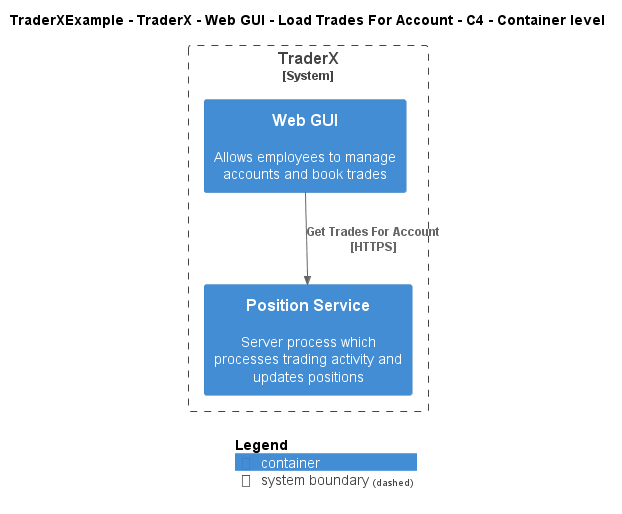 TraderXExample - TraderX - Web GUI - Load Trades For Account - C4 - Container level
TraderX
[System]
Web GUI
Allows employees to manage
accounts and book trades
Get Trades For Account
[HTTPS]
Position Service
Server process which
processes trading activity and
updates positions
Legend
container
system boundary (dashed)